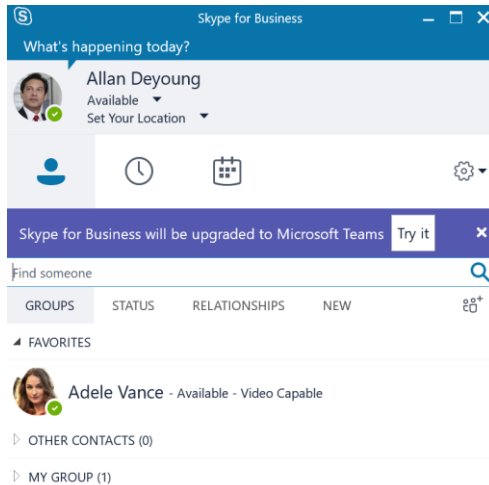 Skype for Business
What's happening today?
Allan Deyoung
Available
Set Your Location
Skype for Business will be upgraded to Microsoft Teams Try it
Find someone
GROUPS STATUS RELATIONSHIPS NEW
FAVORITES
Adele Vance - Available - Video Capable
OTHER CONTACTS (0)
MY GROUP (1)